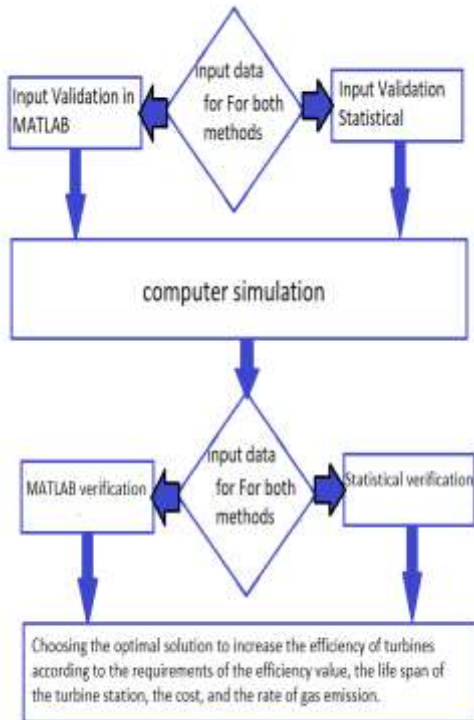 Input data
for For both
methods
Input Validation in
MATLAB
Input Validation
Statistical
computer simulation
Input data
for For both
methods
MATLAB verification
Statistical verification
Choosing the optimal solution to increase the efficiency of turbines
according to the requirements of the efficiency value, the life span of
the turbine station, the cost, and the rate of gas emission.